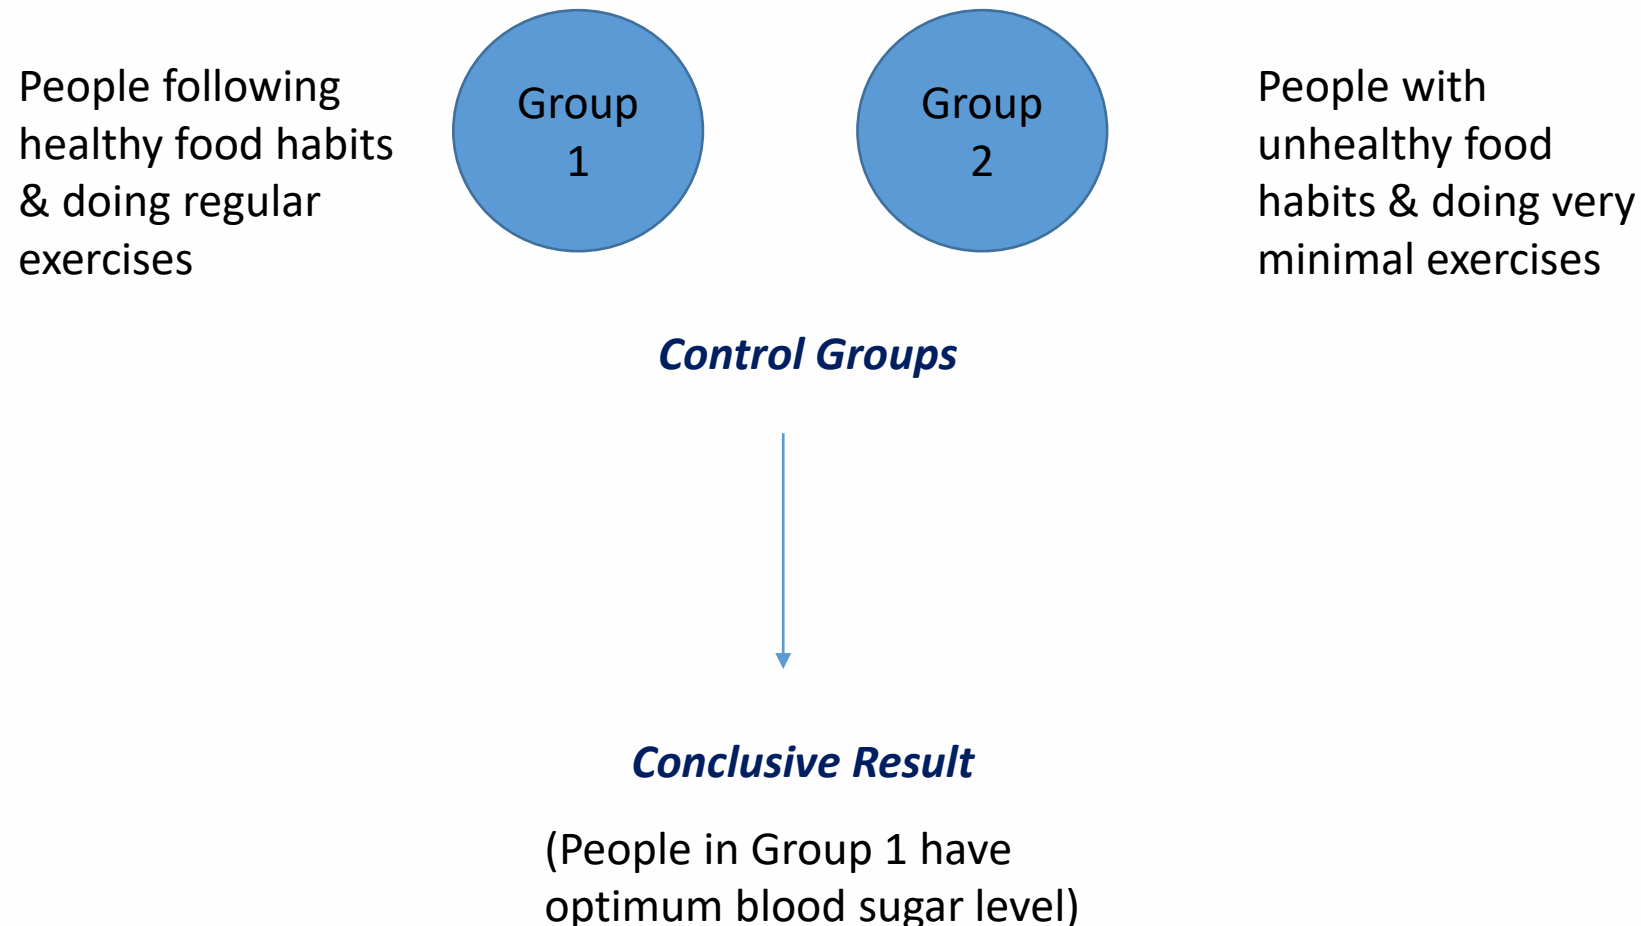 People following
healthy food habits
& doing regular
exercises
Group
1
Group
2
People with
unhealthy food
habits & doing very
minimal exercises
Control Groups
Conclusive Result
(People in Group 1 have
optimum blood sugar level)